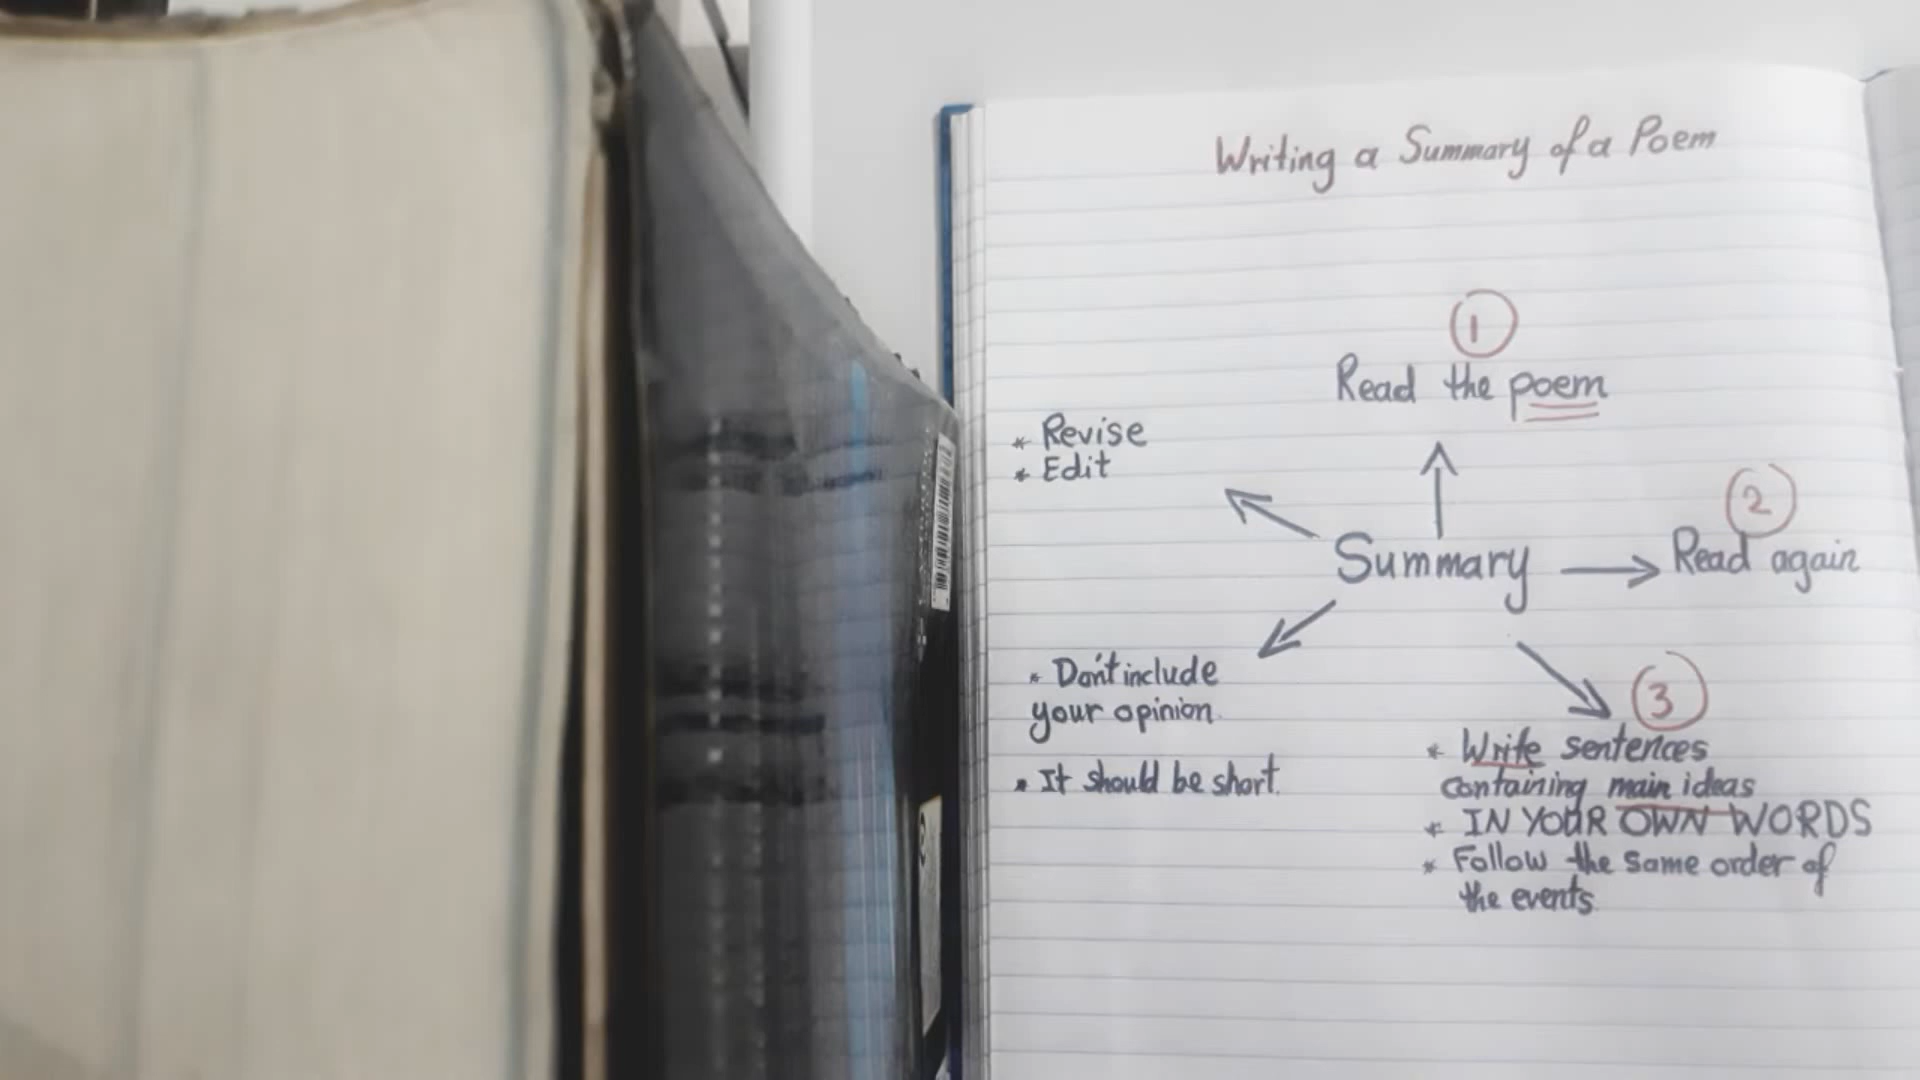 Writing a Summary of a Poem
1
Read the poem
* Revise
* Edit
2
Summary
Read again
* Don't include
your opinion.
• It should be short.
3
* Write sentences
containing main ideas
* IN YOUR OWN WORDS
* Follow the same order of
the events.